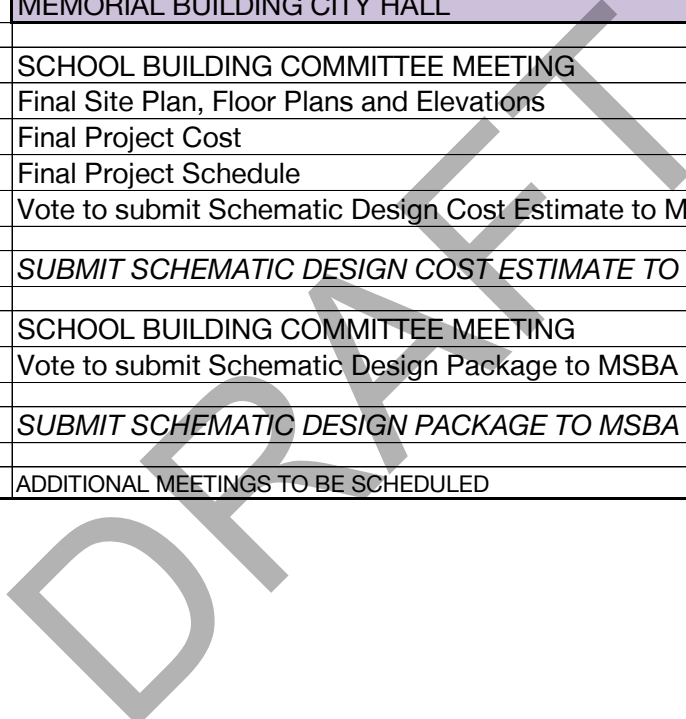 MEMORIAL BUILDING CITY HALL
SCHOOL BUILDING COMMITTEE MEETING
Final Site Plan, Floor Plans and Elevations
Final Project Cost
Final Project Schedule
Vote to submit Schematic Design Cost Estimate to M
SUBMIT SCHEMATIC DESIGN COST ESTIMATE TO
SCHOOL BUILDING COMMITTEE MEETING
Vote to submit Schematic Design Package to MSBA
SUBMIT SCHEMATIC DESIGN PACKAGE TO MSBA
ADDITIONAL MEETINGS TO BE SCHEDULED
DRAFT